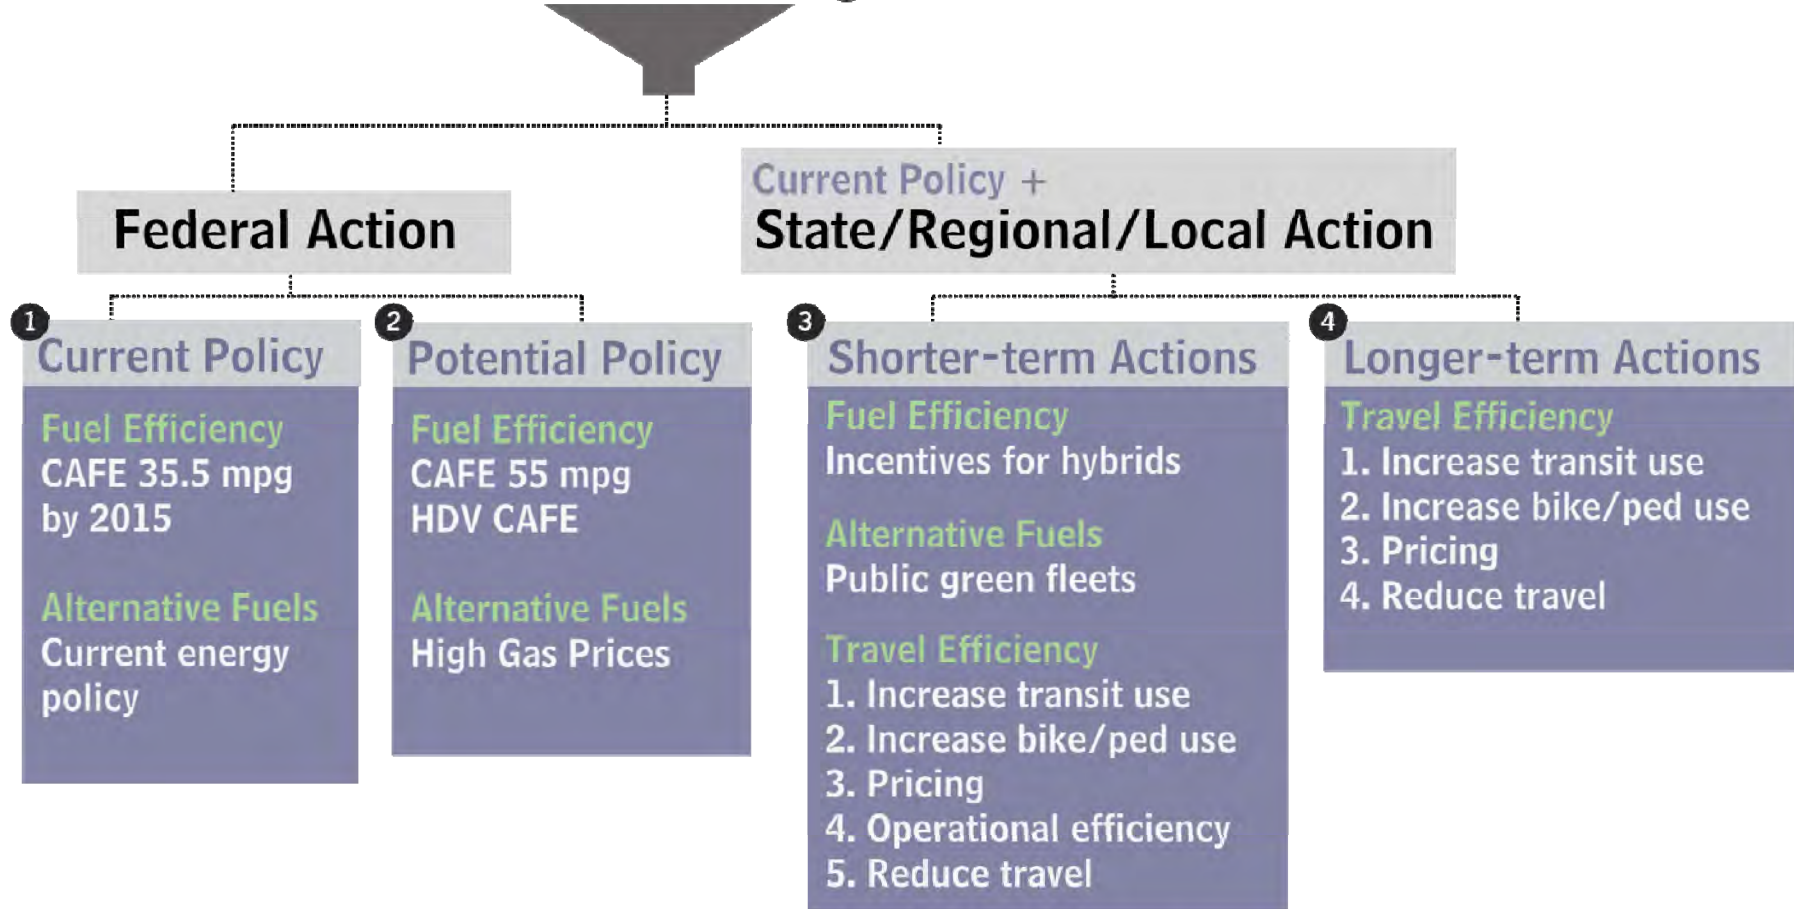 Federal Action
Current Policy +
State/Regional/Local Action
1
Current Policy
Fuel Efficiency
CAFE 35.5 mpg
by 2015
Alternative Fuels
Current energy
policy
2
Potential Policy
Fuel Efficiency
CAFE 55 mpg
HDV CAFE
Alternative Fuels
High Gas Prices
3
Shorter-term Actions
Fuel Efficiency
Incentives for hybrids
Alternative Fuels
Public green fleets
Travel Efficiency
1. Increase transit use
2. Increase bike/ped use
3. Pricing
4. Operational efficiency
5. Reduce travel
4
Longer-term Actions
Travel Efficiency
1. Increase transit use
2. Increase bike/ped use
3. Pricing
4. Reduce travel